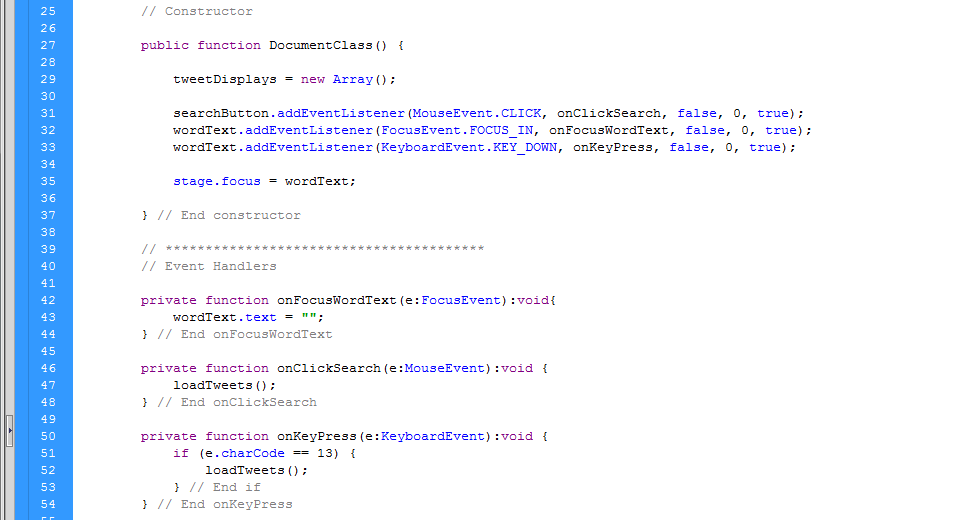 25 // Constructor
26
27 public function DocumentClass() {
28
29 tweetDisplays = new Array();
30
31 searchButton.addEventListener(MouseEvent.CLICK, onClickSearch, false, 0, true);
32 wordText.addEventListener(FocusEvent.FOCUS_IN, onFocusWordText, false, 0, true);
33 wordText.addEventListener(KeyboardEvent.KEY_DOWN, onKeyPress, false, 0, true);
34
35 stage.focus = wordText;
36
37 } // End constructor
38
39 // ****************************************
40 // Event Handlers
41
42 private function onFocusWordText(e:FocusEvent):void{
43 wordText.text = "";
44 } // End onFocusWordText
45
46 private function onClickSearch(e:MouseEvent):void {
47 loadTweets();
48 } // End onClickSearch
49
50 private function onKeyPress(e:KeyboardEvent):void {
51 if (e.charCode == 13) {
52 loadTweets();
53 } // End if
54 } // End onKeyPress